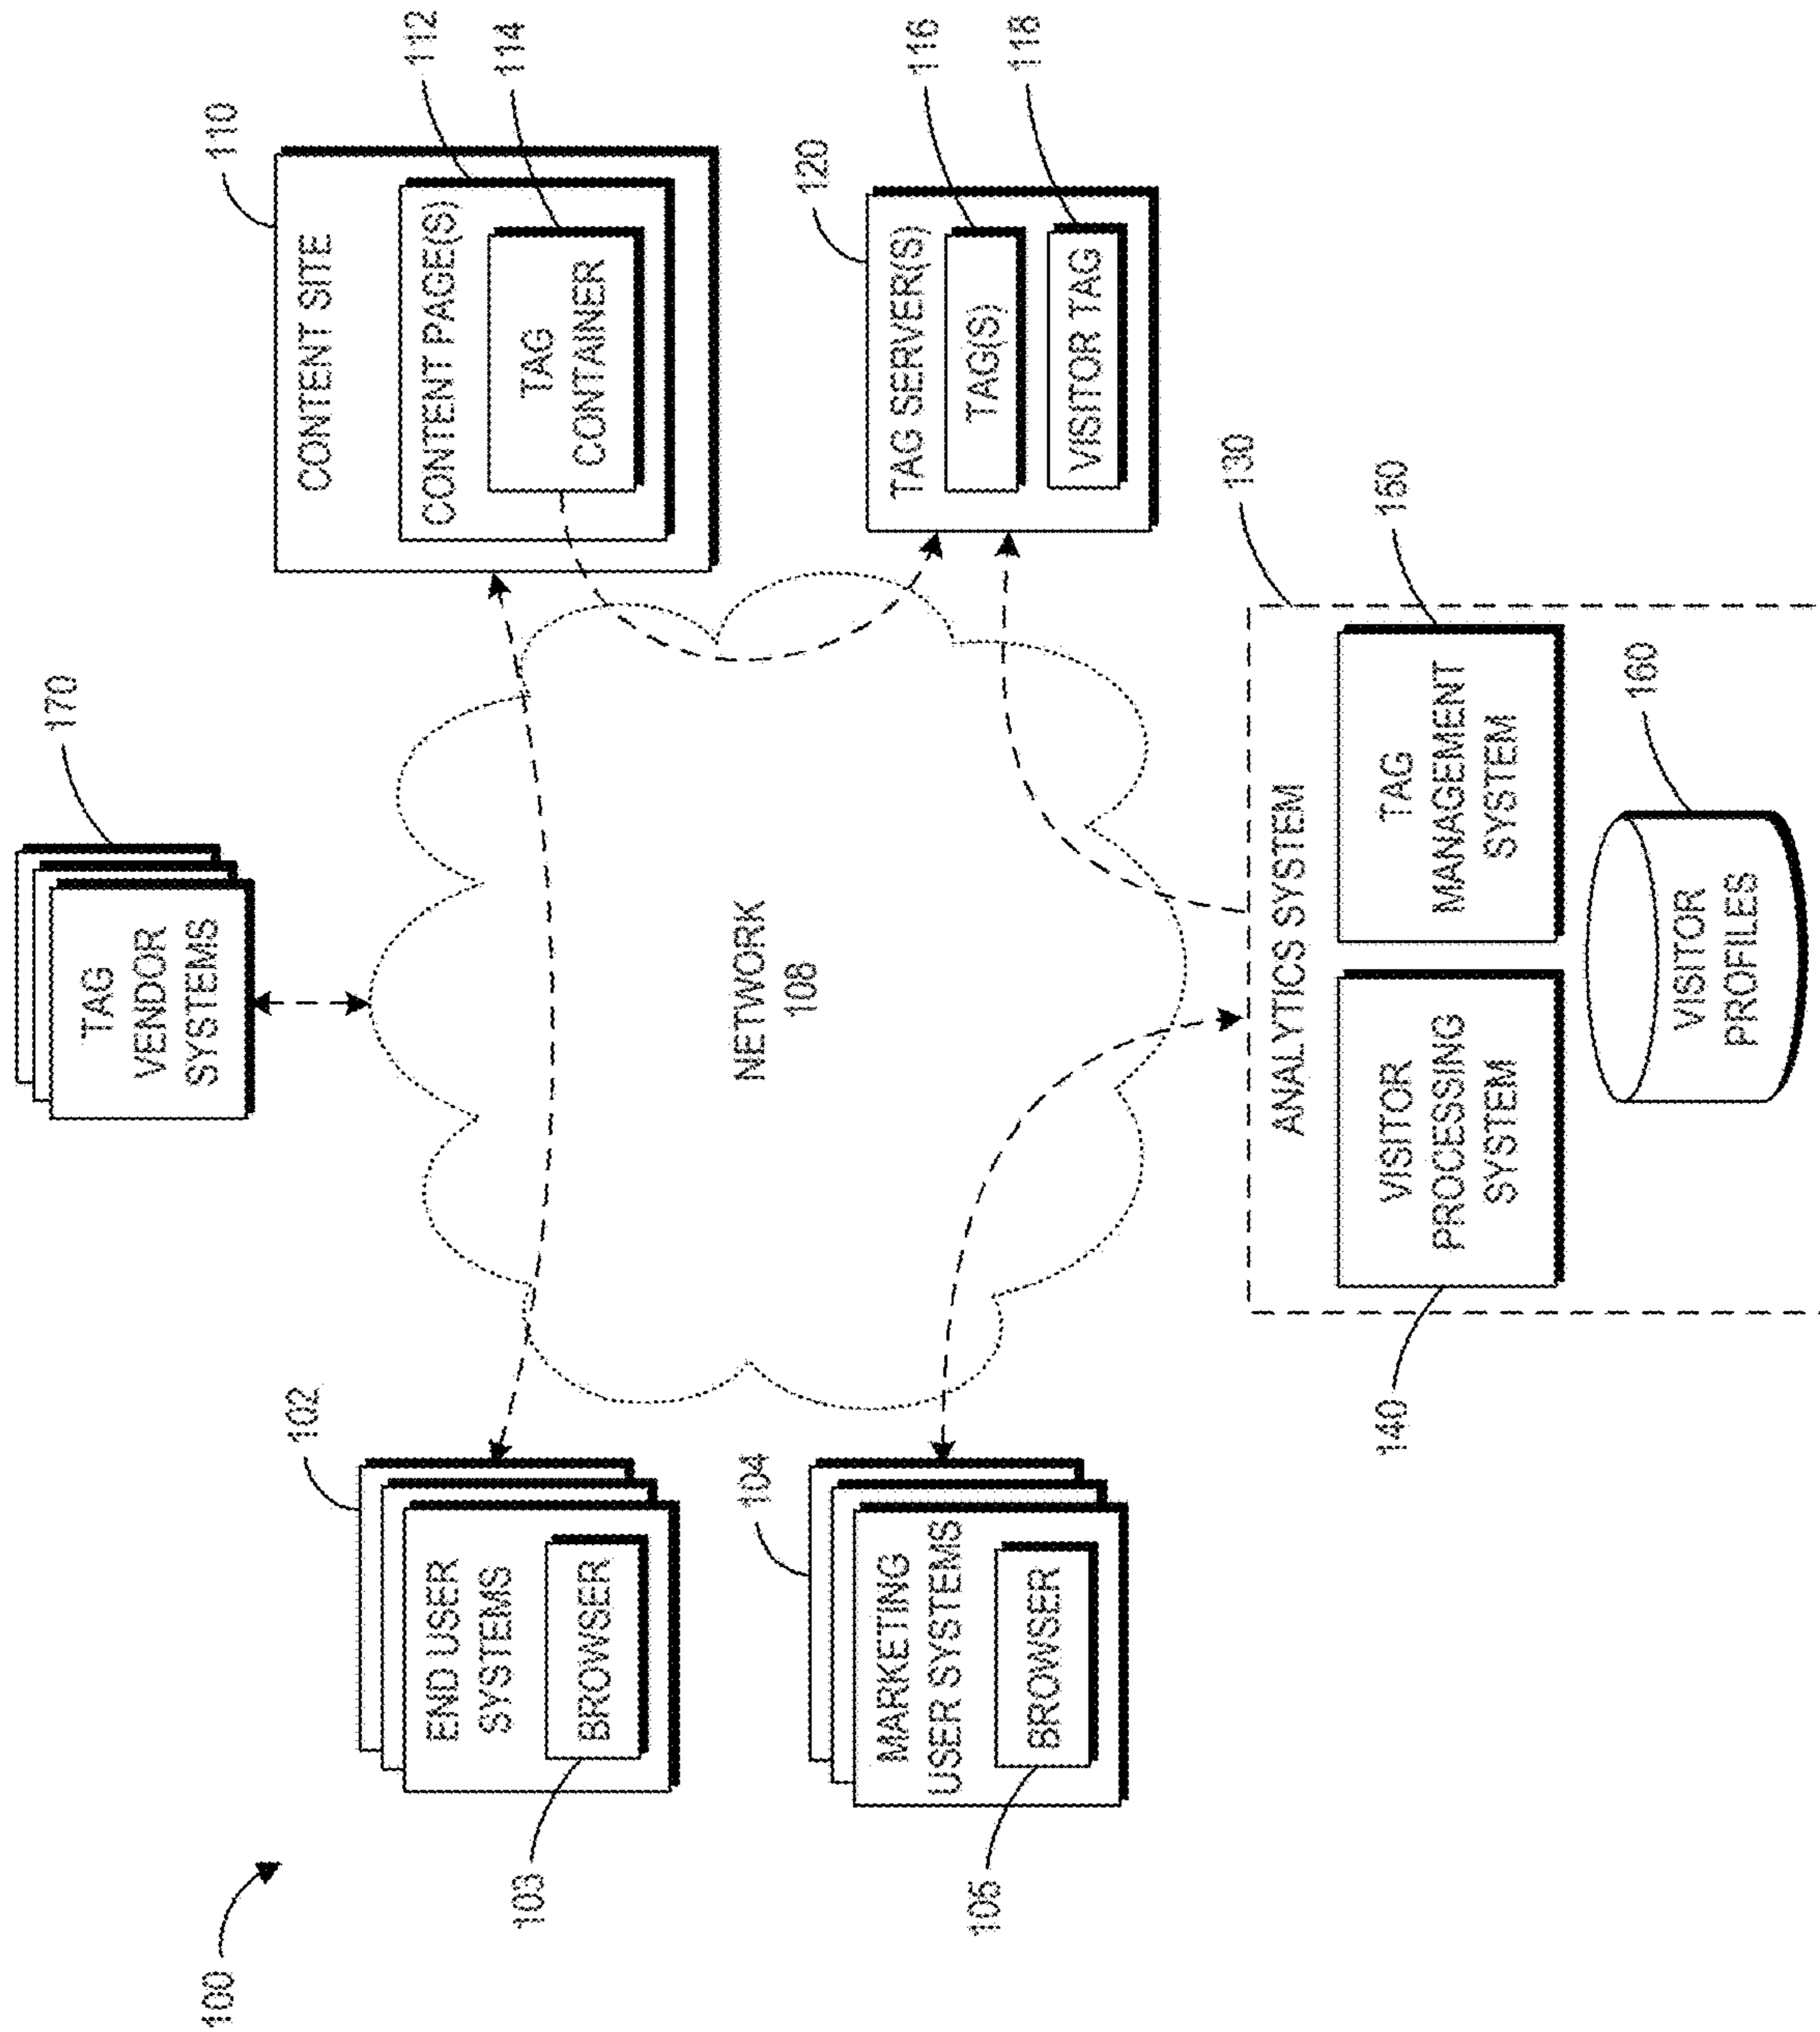 100
170
TAG
VENDOR
SYSTEMS
110
112
114
CONTENT SITE
CONTENT PAGE(S)
TAG
CONTAINER
102
END USER
SYSTEMS
BROWSER
103
NETWORK
108
104
MARKETING
USER SYSTEMS
BROWSER
105
120
116
118
TAG SERVER(S)
TAG(S)
VISITOR TAG
130
ANALYTICS SYSTEM
140
VISITOR
PROCESSING
SYSTEM
150
TAG
MANAGEMENT
SYSTEM
160
VISITOR
PROFILES